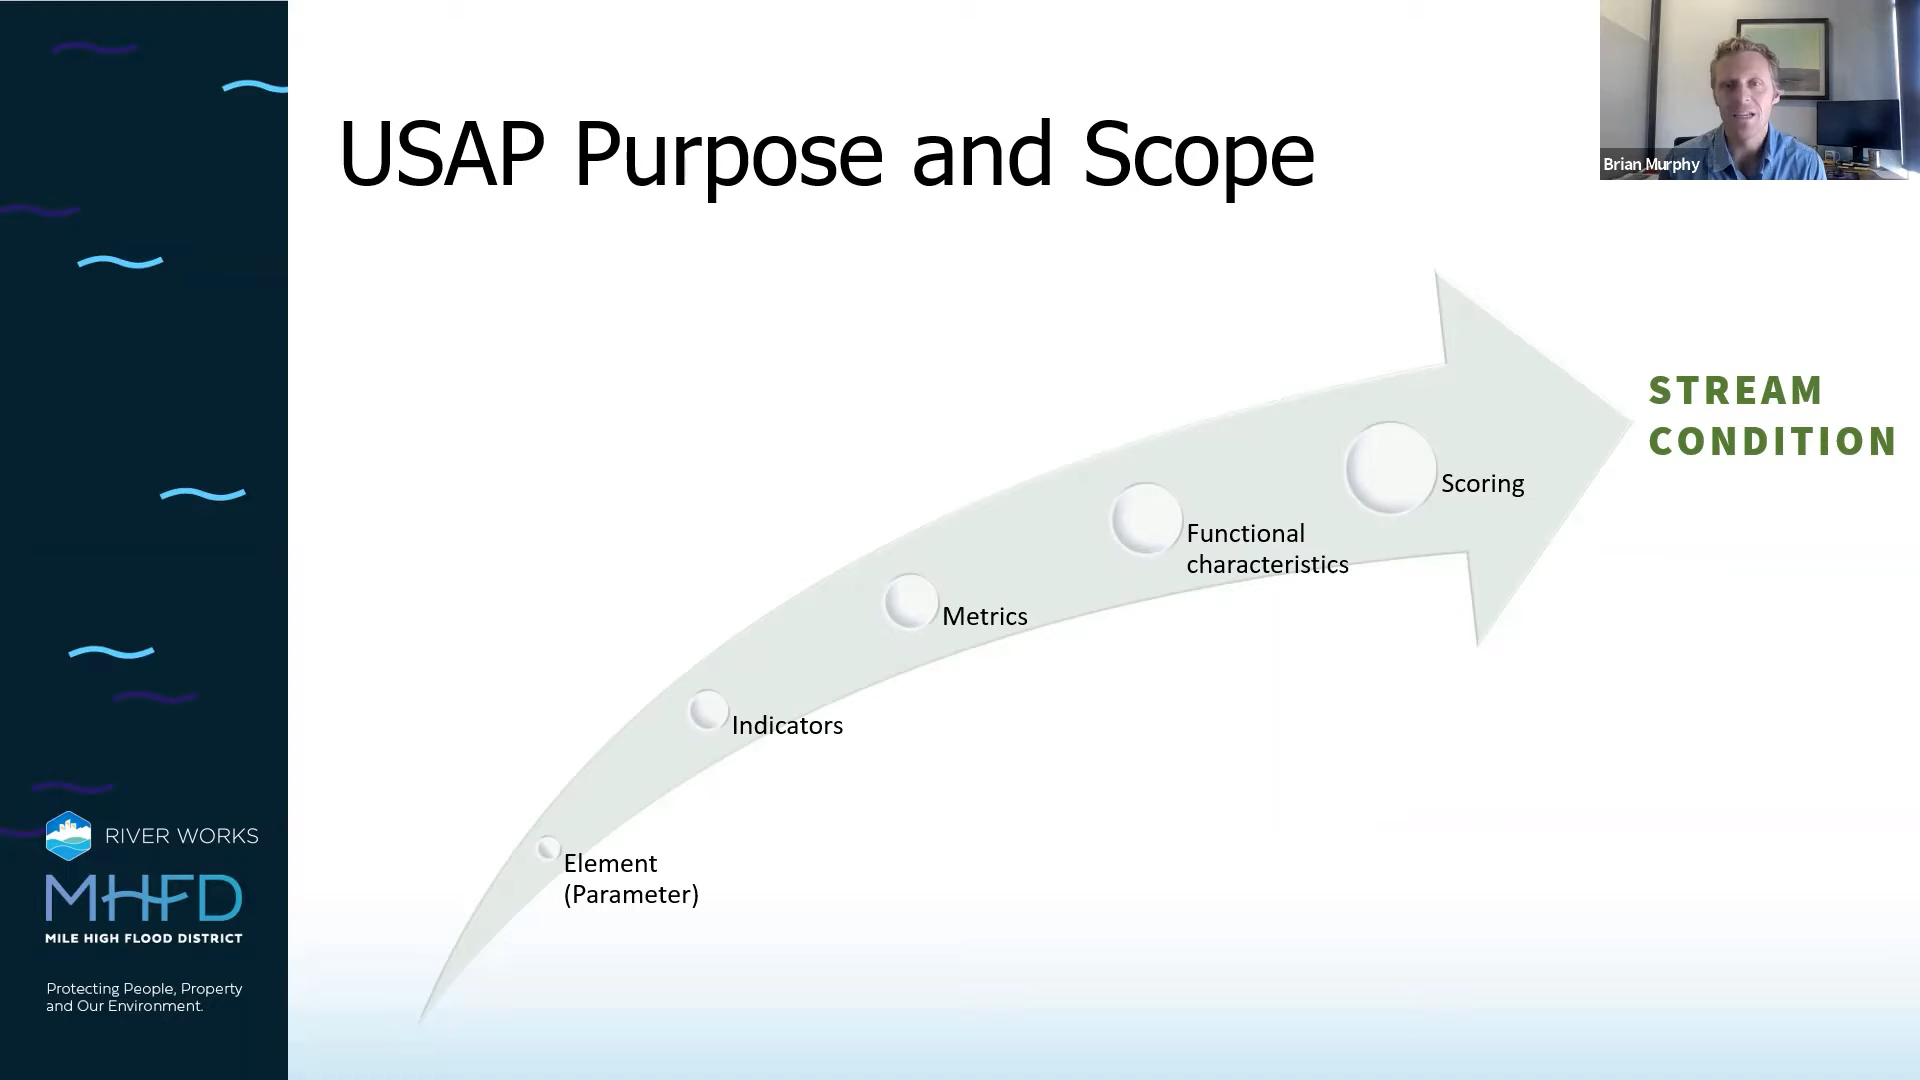 USAP Purpose and Scope
Brian Murphy
STREAM
CONDITION
Scoring
Functional
characteristics
Metrics
Indicators
Element
(Parameter)
RIVER WORKS
MHFD
MILE HIGH FLOOD DISTRICT
Protecting People, Property
and Our Environment.